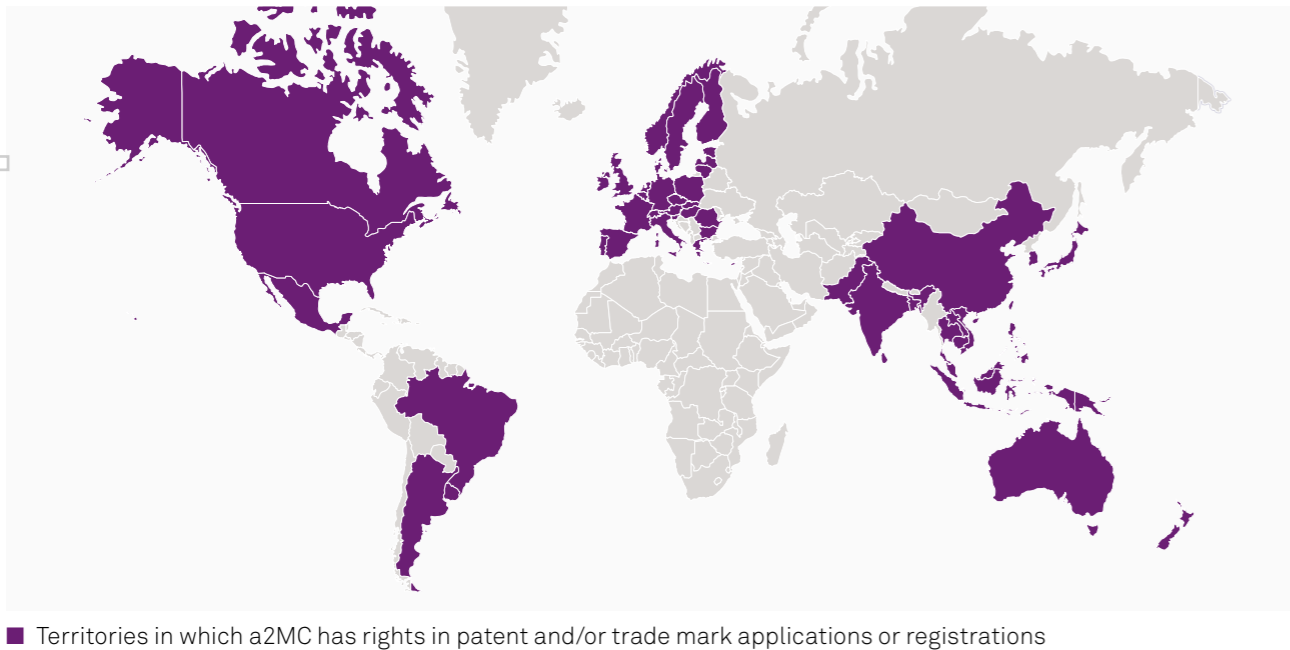 Territories in which a2MC has rights in patent and/or trade mark applications or registrations